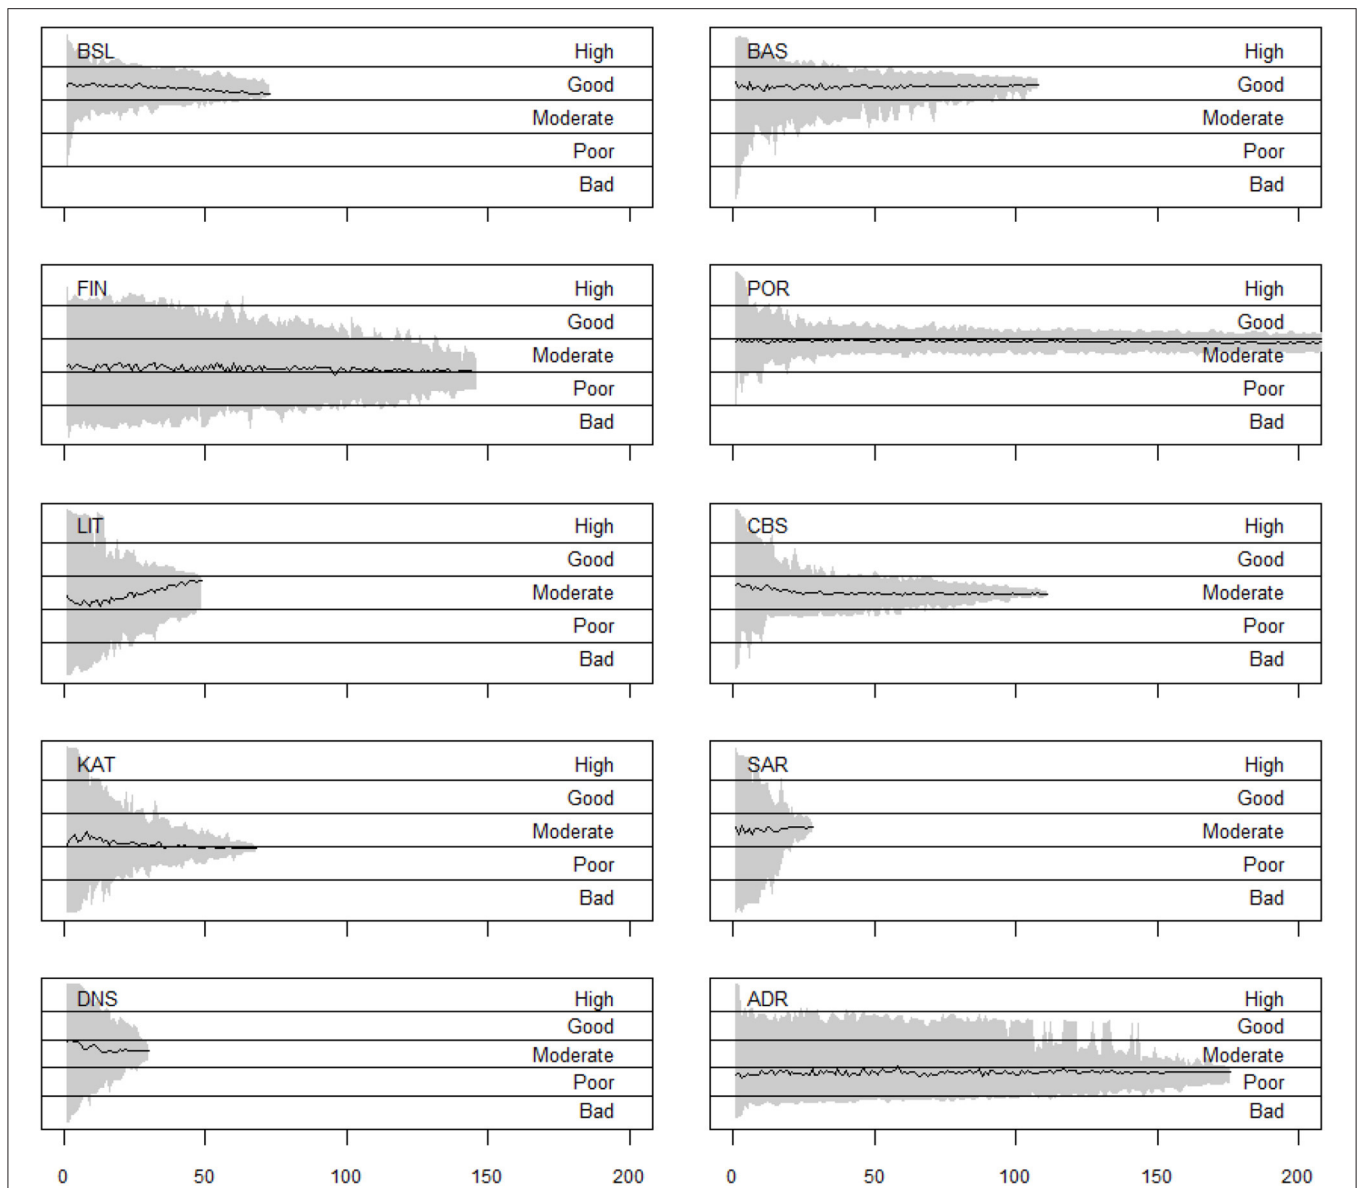 BSL High
Good
Moderate
Poor
Bad
BAS High
Good
Moderate
Poor
Bad
FIN High
Good
Moderate
Poor
Bad
POR High
Good
Moderate
Poor
Bad
LIT High
Good
Moderate
Poor
Bad
CBS High
Good
Moderate
Poor
Bad
KAT High
Good
Moderate
Poor
Bad
SAR High
Good
Moderate
Poor
Bad
DNS High
Good
Moderate
Poor
Bad
ADR High
Good
Moderate
Poor
Bad
0 50 100 150 200
0 50 100 150 200